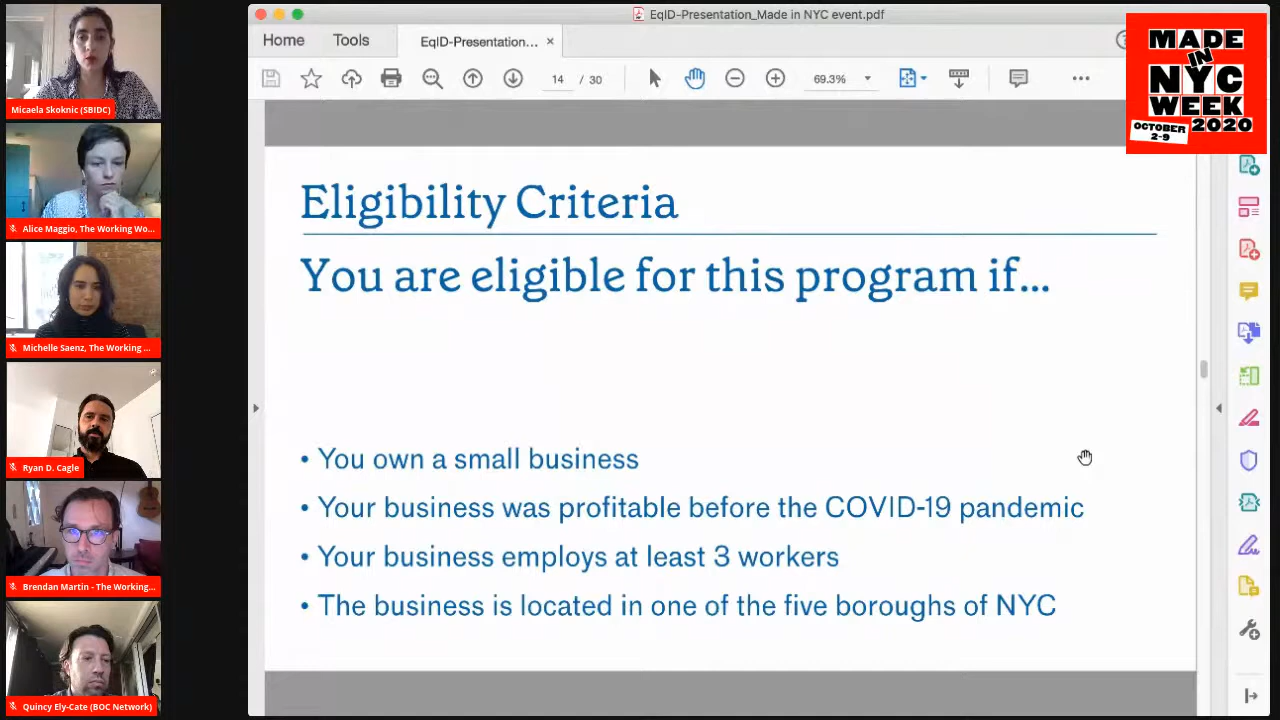 Micaela Skoknic (SBIDC)
Alice Maggio, The Working Wo...
Michelle Saenz, The Working ...
Ryan D. Cagle
Brendan Martin - The Working...
Quincy Ely-Cate (BOC Network)
EqID-Presentation_Made in NYC event.pdf
Home Tools EqID-Presentation... ×
14 / 30 69.3%
MADE
IN
NYC
WEEK
OCTOBER
2-9
2020
Eligibility Criteria
You are eligible for this program if...
• You own a small business
• Your business was profitable before the COVID-19 pandemic
• Your business employs at least 3 workers
• The business is located in one of the five boroughs of NYC